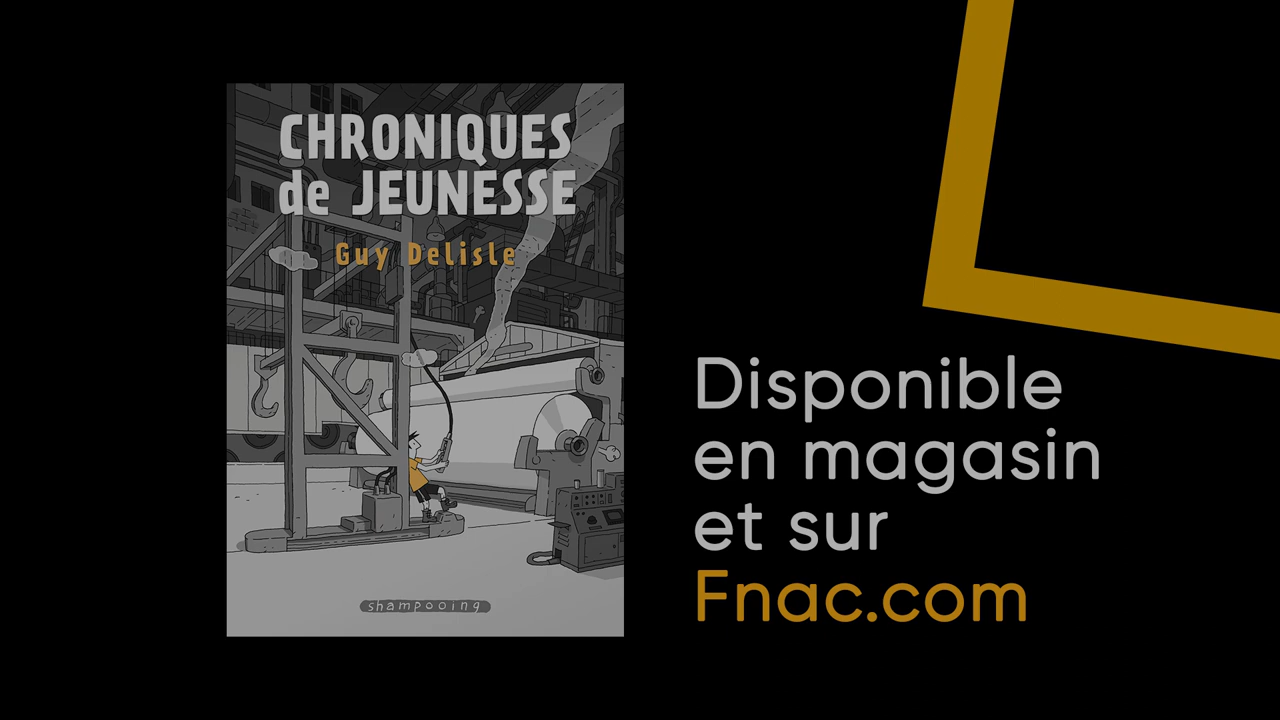 CHRONIQUES
de JEUNESSE
Guy Delisle
shampooing
Disponible
en magasin
et sur
Fnac.com